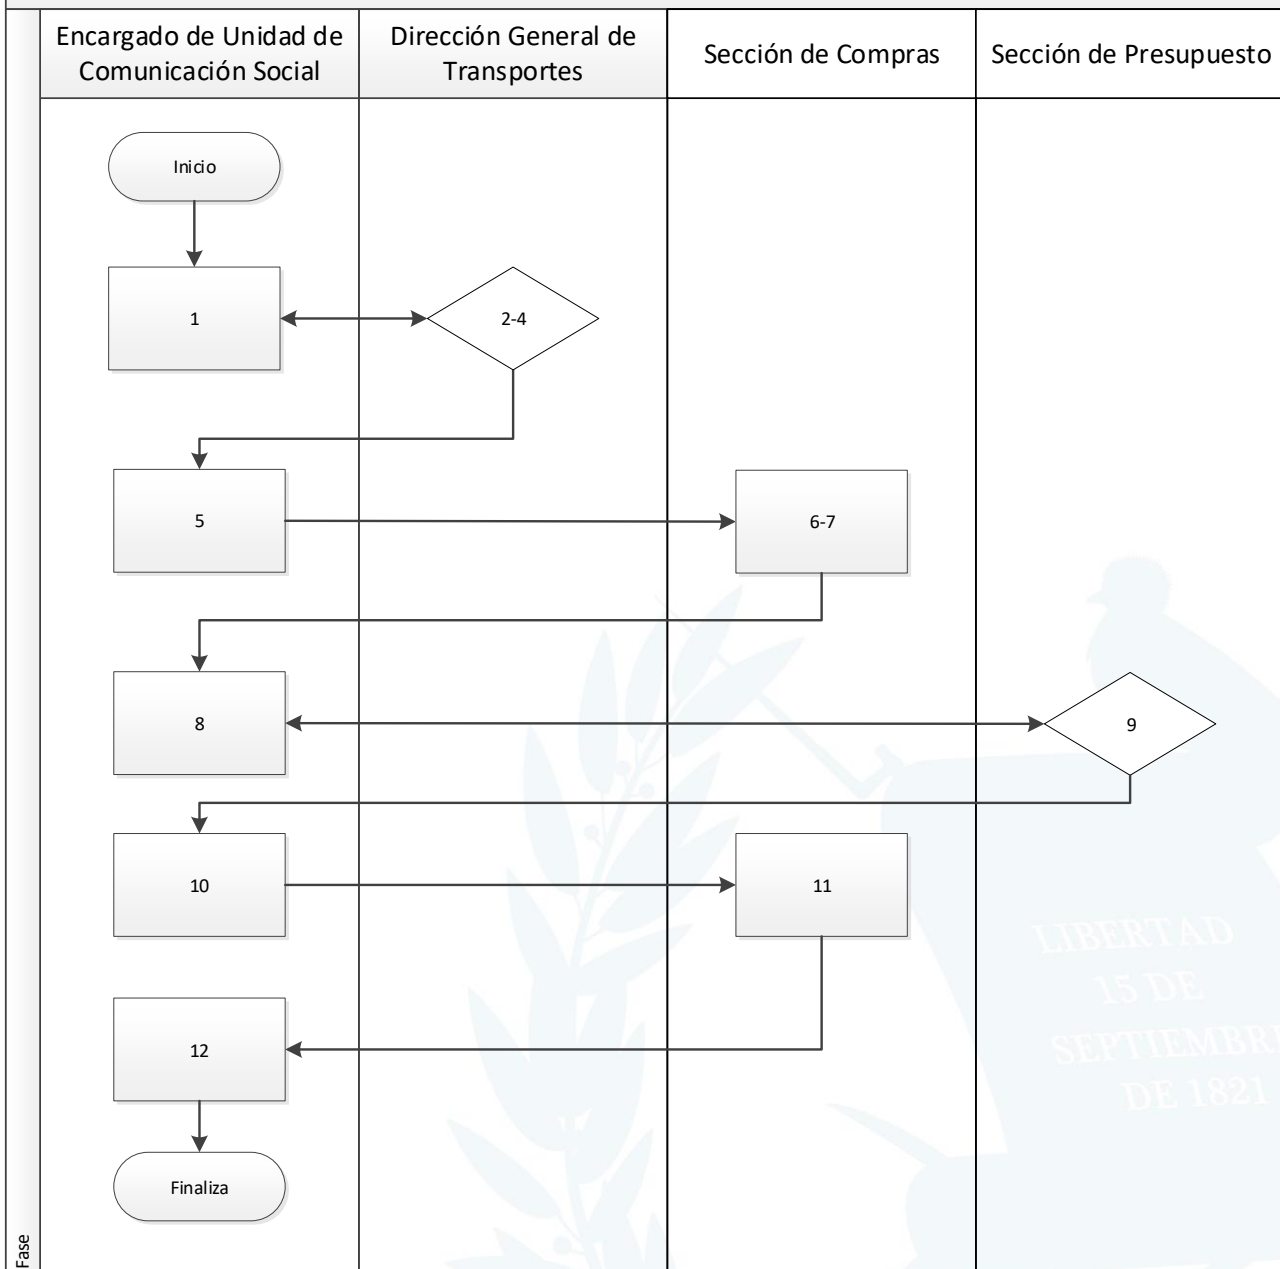 Encargado de Unidad de
Comunicación Social
Dirección General de
Transportes
Sección de Compras
Sección de Presupuesto
Inicio
1
2-4
5
6-7
8
9
10
11
12
Finaliza
Fase
LIBERTAD
15 DE
SEPTIEMBRE
DE 1821